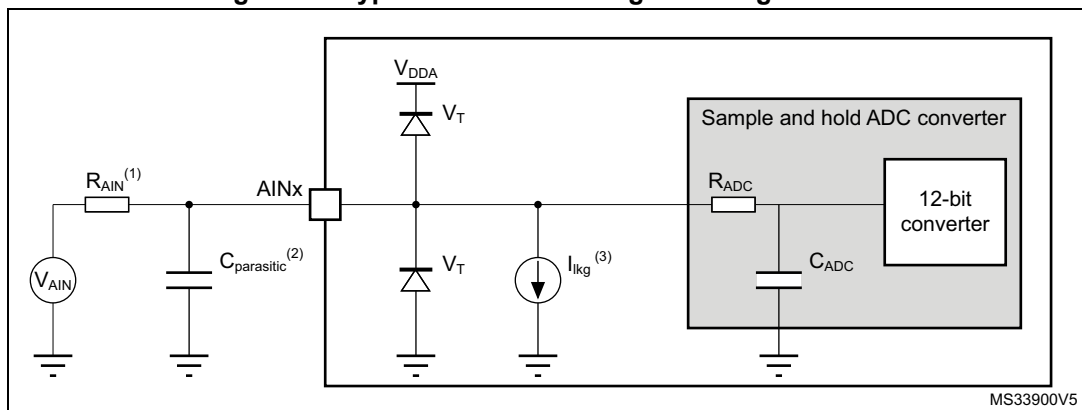 V_DDA
V_T
Sample and hold ADC converter
R_AIN^(1)
AINx
R_ADC
12-bit
converter
V_AIN
C_parasitic^(2)
V_T
I_lkg^(3)
C_ADC
MS33900V5